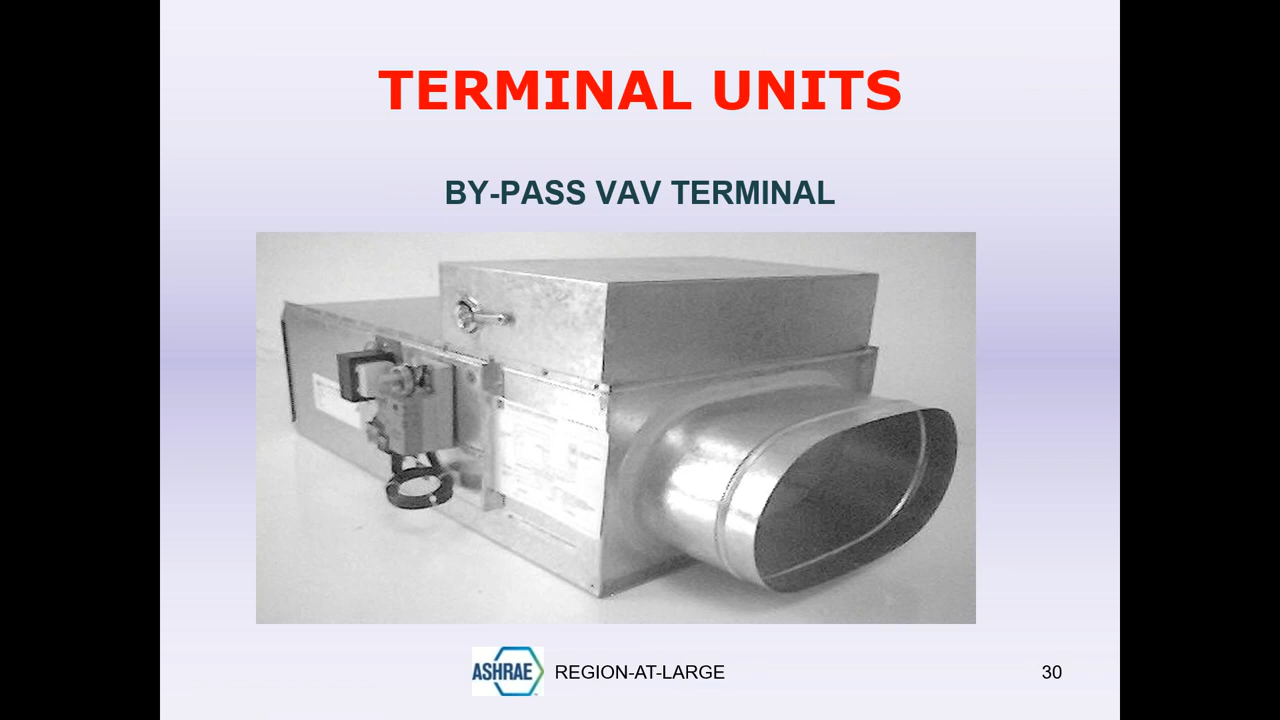 TERMINAL UNITS
BY-PASS VAV TERMINAL
ASHRAE REGION-AT-LARGE
30